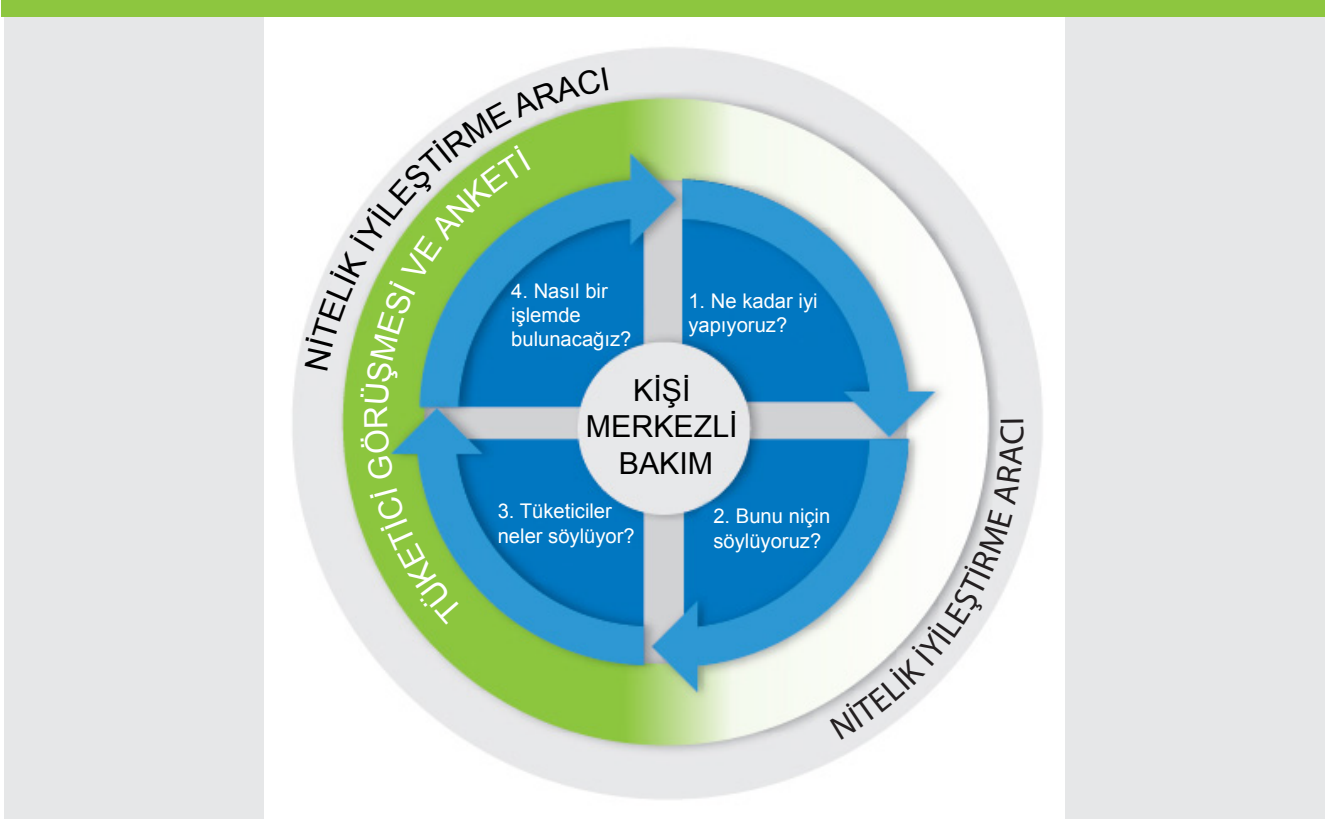 NİTELİK İYİLEŞTİRME ARACI
TÜKETİCİ GÖRÜŞMESİ VE ANKETİ
4. Nasıl bir
işlemde
bulunacağız?
1. Ne kadar iyi
yapıyoruz?
KİŞİ
MERKEZLİ
BAKIM
3. Tüketiciler
neler söylüyor?
2. Bunu niçin
söylüyoruz?
NİTELİK İYİLEŞTİRME ARACI